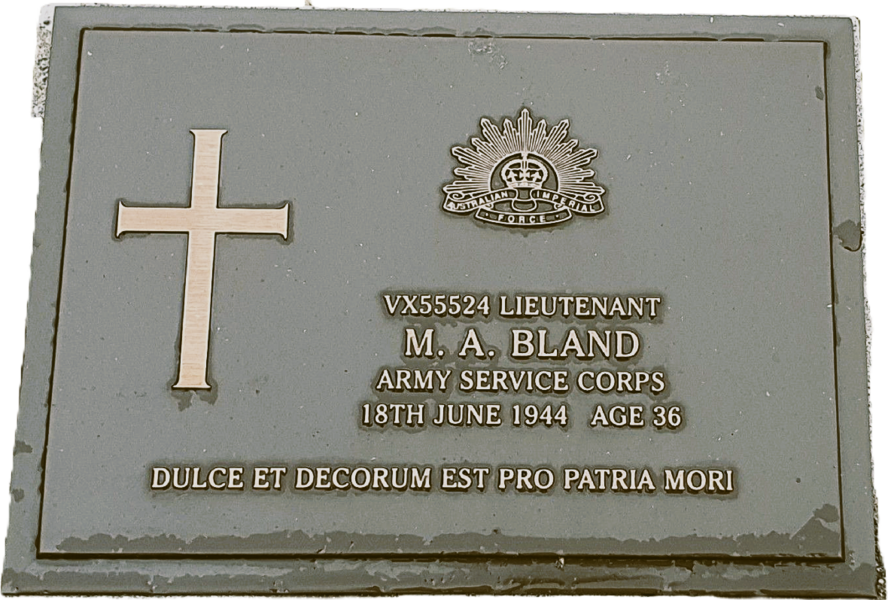 AUSTRALIAN IMPERIAL
FORCE
VX55524 LIEUTENANT
M. A. BLAND
ARMY SERVICE CORPS
18TH JUNE 1944 AGE 36
DULCE ET DECORUM EST PRO PATRIA MORI